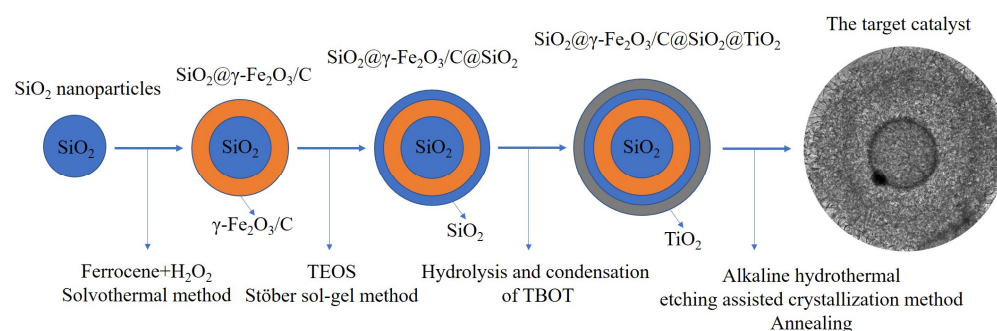 The target catalyst
SiO₂@γ-Fe₂O₃/C@SiO₂@TiO₂
SiO₂@γ-Fe₂O₃/C@SiO₂
SiO₂@γ-Fe₂O₃/C
SiO₂ nanoparticles
SiO₂
SiO₂
SiO₂
SiO₂
γ-Fe₂O₃/C
SiO₂
TiO₂
Ferrocene+H₂O₂
Solvothermal method
TEOS
Stöber sol-gel method
Hydrolysis and condensation
of TBOT
Alkaline hydrothermal
etching assisted crystallization method
Annealing